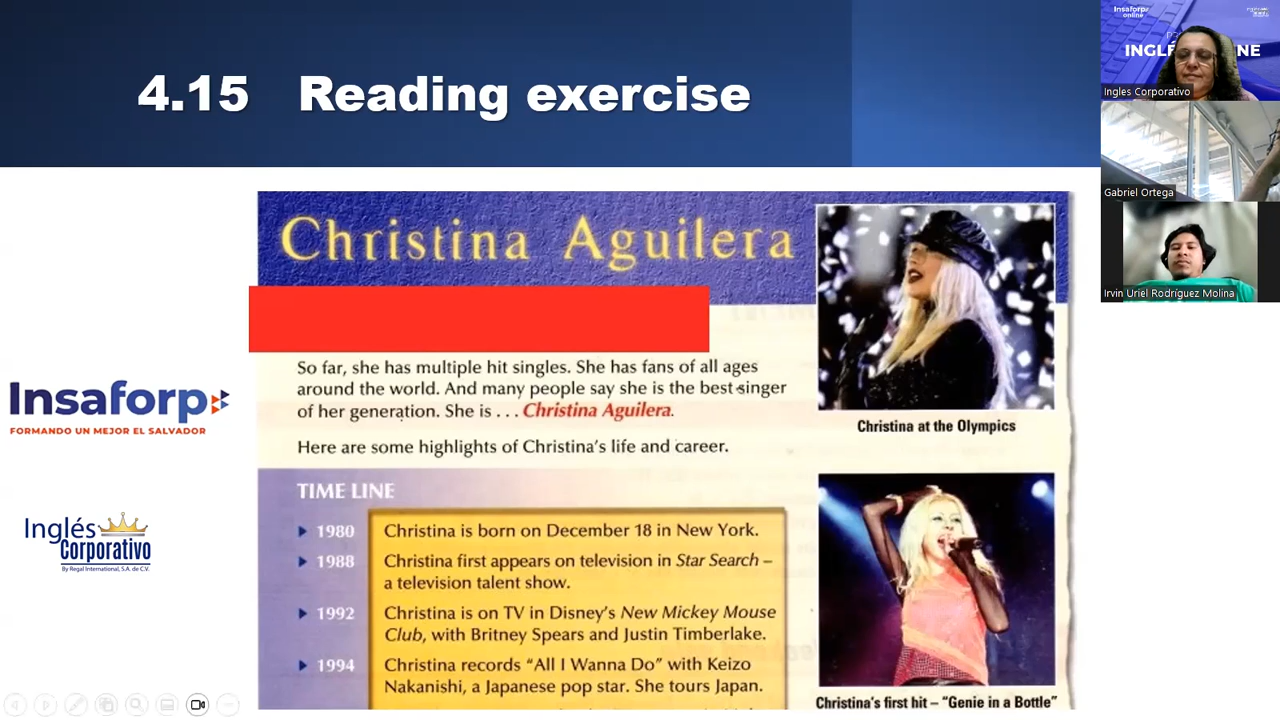 4.15 Reading exercise
Christina Aguilera
So far, she has multiple hit singles. She has fans of all ages
around the world. And many people say she is the best singer
of her generation. She is . . . Christina Aguilera.
Here are some highlights of Christina's life and career.
Christina at the Olympics
TIME LINE
1980 Christina is born on December 18 in New York.
1988 Christina first appears on television in Star Search –
a television talent show.
1992 Christina is on TV in Disney's New Mickey Mouse
Club, with Britney Spears and Justin Timberlake.
1994 Christina records “All I Wanna Do” with Keizo
Nakanishi, a Japanese pop star. She tours Japan.
Christina's first hit – “Genie in a Bottle”
Insaforp
FORMANDO UN MEJOR EL SALVADOR
Inglés
Corporativo
By Regal International, S.A. de C.V.
Insaforp
online
INGLÉ NE
Ingles Corporativo
Gabriel Ortega
Irvin Uriel Rodríguez Molina